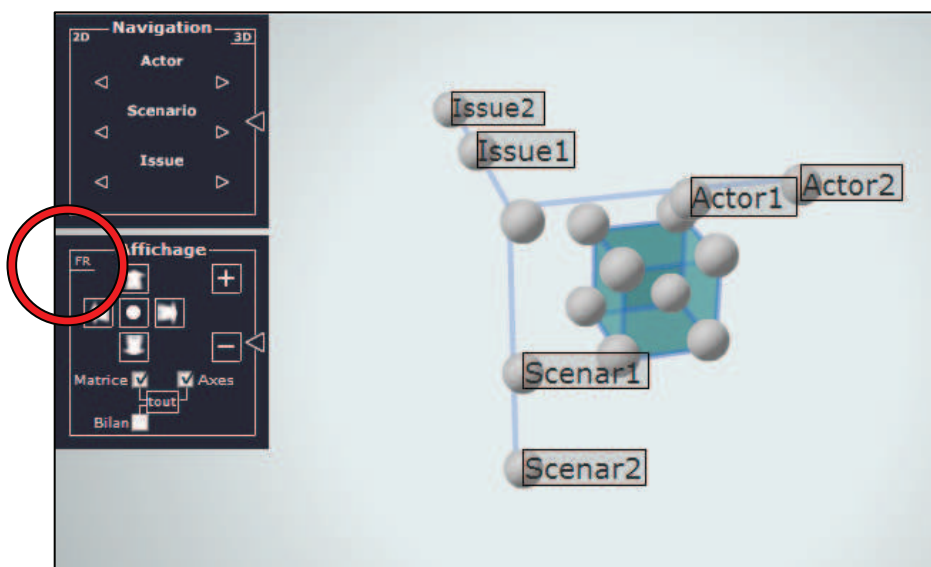 Navigation
2D 3D
Actor
Scenario
Issue
Affichage
FR
+
−
Matrice Axes
tout
Bilan
Issue2
Issue1
Actor1
Actor2
Scenar1
Scenar2